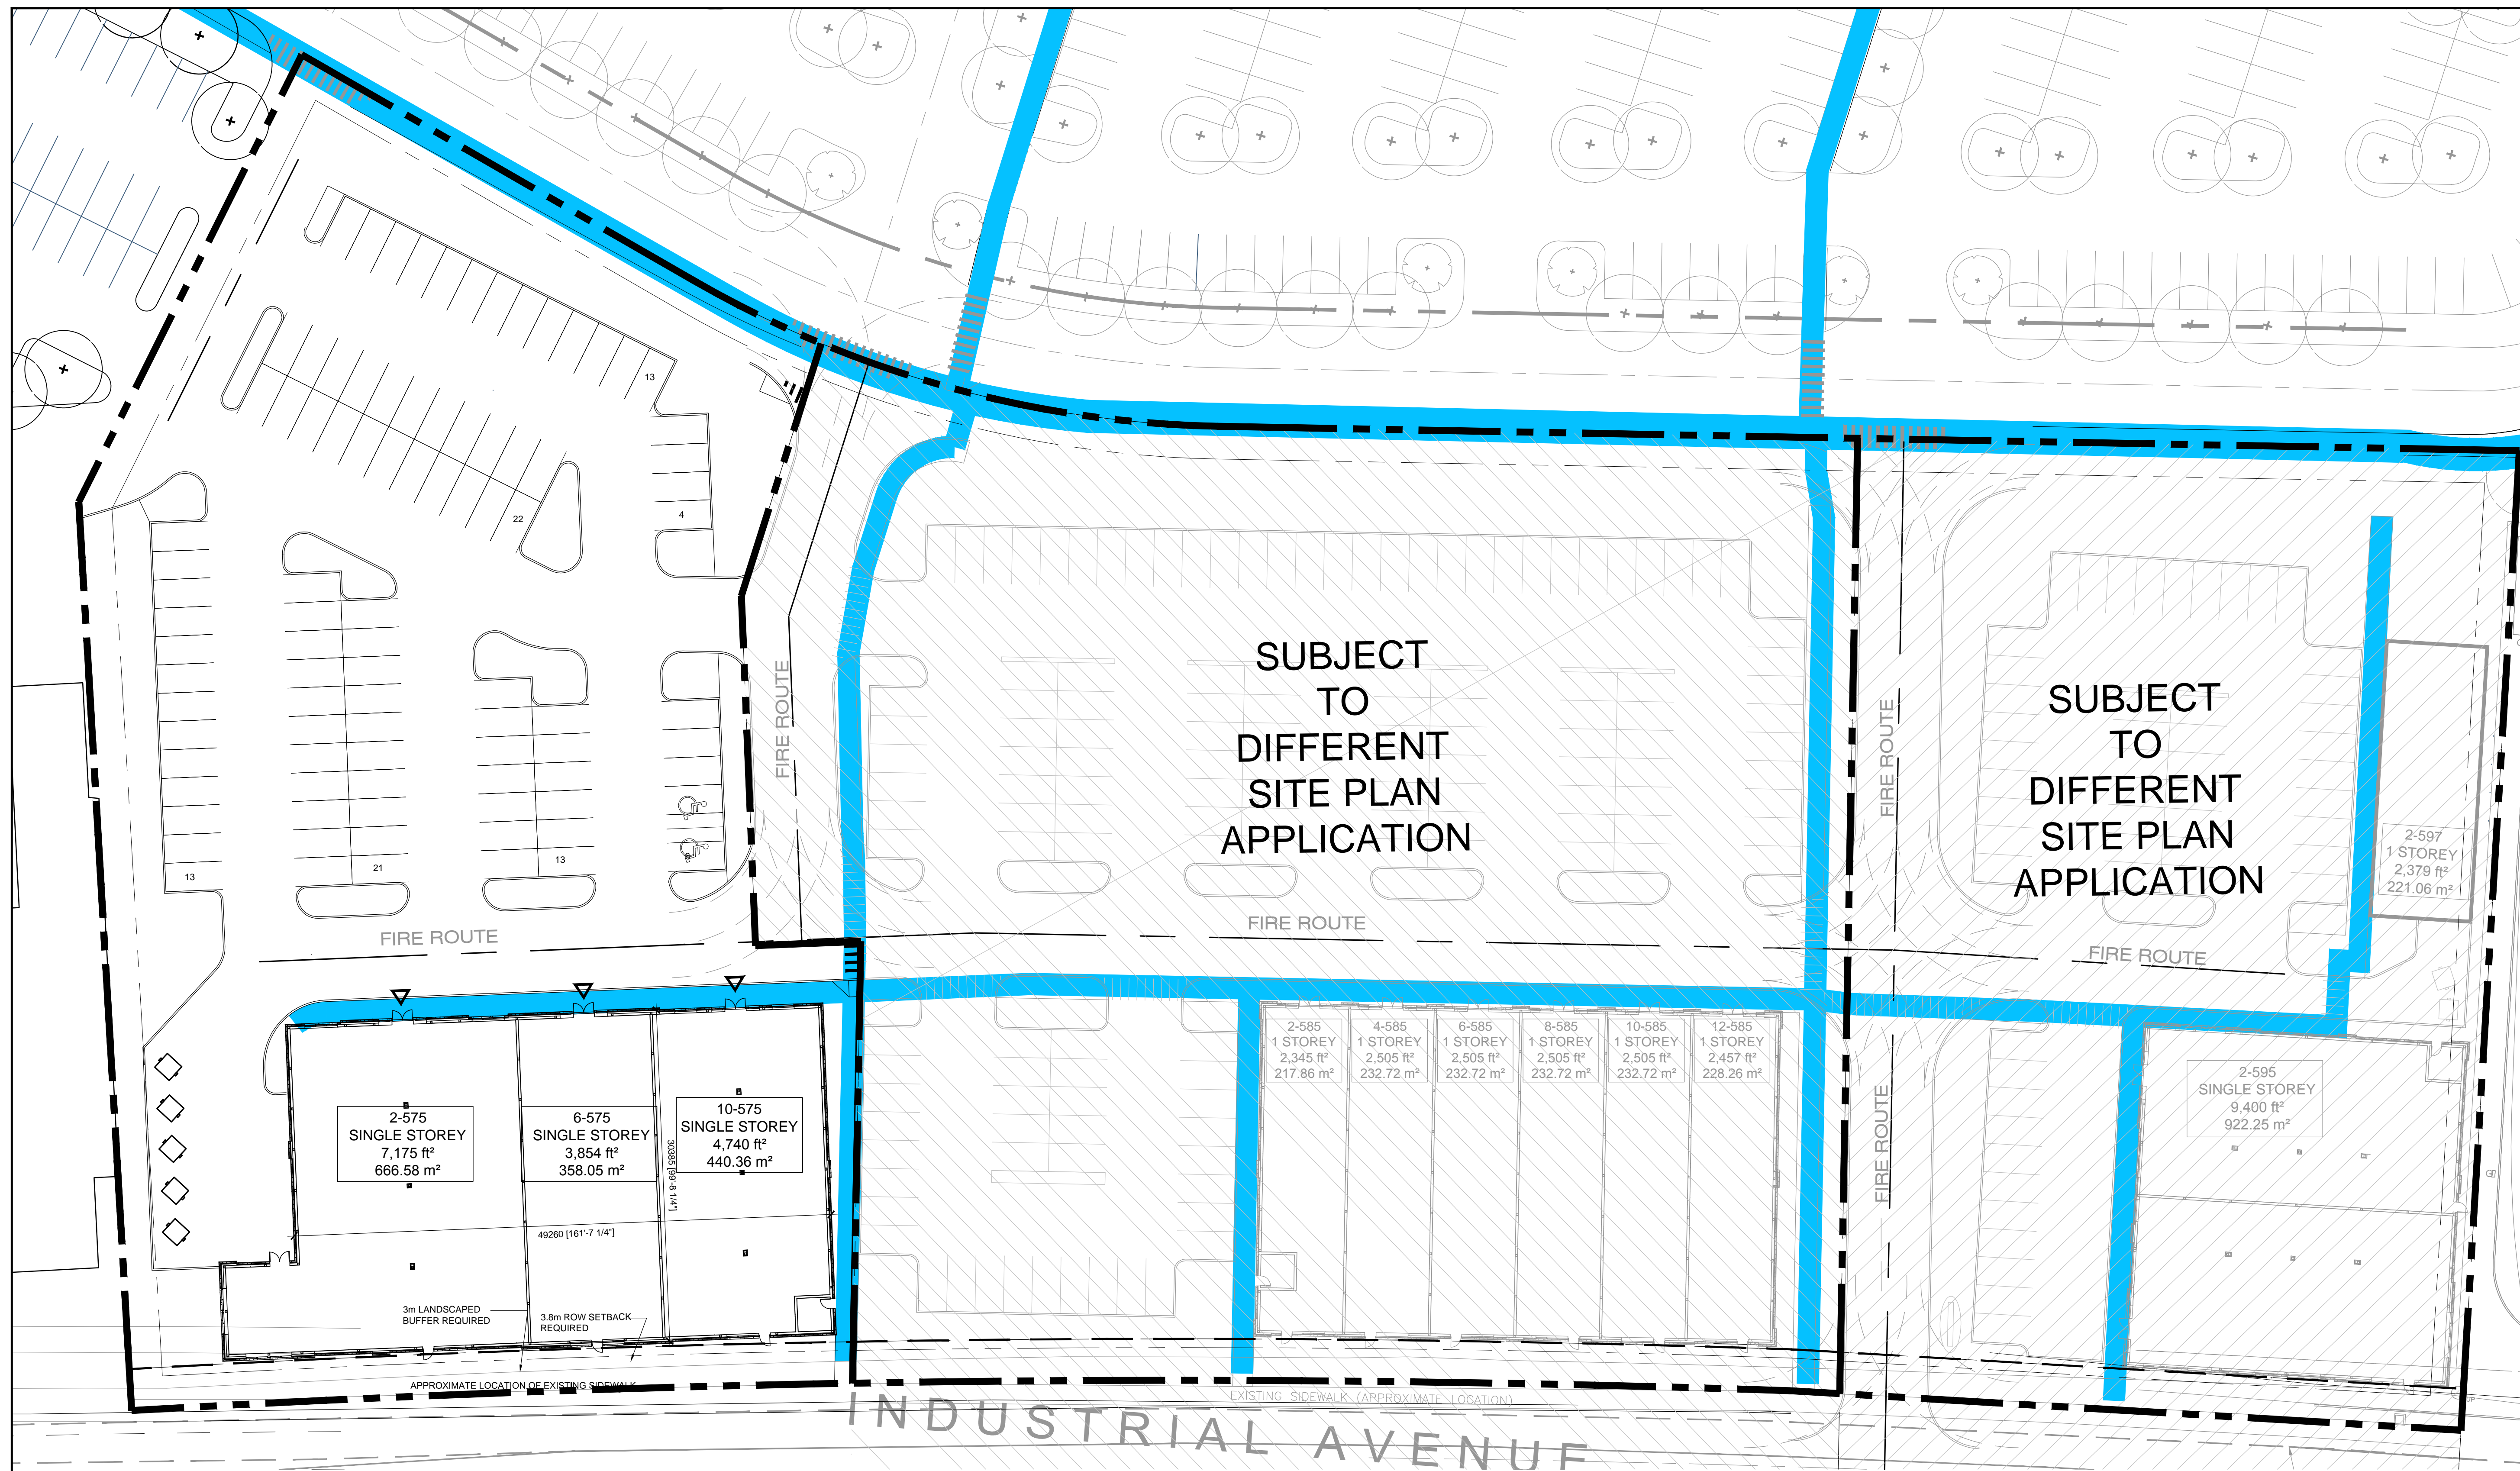 13
4
22
13
21
13
FIRE ROUTE
FIRE ROUTE
FIRE ROUTE
FIRE ROUTE
FIRE ROUTE
FIRE ROUTE
SUBJECT
TO
DIFFERENT
SITE PLAN
APPLICATION
SUBJECT
TO
DIFFERENT
SITE PLAN
APPLICATION
2-597
1 STOREY
2,379 ft²
221.06 m²
2-575
SINGLE STOREY
7,175 ft²
666.58 m²
6-575
SINGLE STOREY
3,854 ft²
358.05 m²
10-575
SINGLE STOREY
4,740 ft²
440.36 m²
30385 [99'-8 1/4"]
49260 [161'-7 1/4"]
2-585
1 STOREY
2,345 ft²
217.86 m²
4-585
1 STOREY
2,505 ft²
232.72 m²
6-585
1 STOREY
2,505 ft²
232.72 m²
8-585
1 STOREY
2,505 ft²
232.72 m²
10-585
1 STOREY
2,505 ft²
232.72 m²
12-585
1 STOREY
2,457 ft²
228.26 m²
2-595
SINGLE STOREY
9,400 ft²
922.25 m²
3m LANDSCAPED
BUFFER REQUIRED
3.8m ROW SETBACK
REQUIRED
APPROXIMATE LOCATION OF EXISTING SIDEWALK
EXISTING SIDEWALK (APPROXIMATE LOCATION)
INDUSTRIAL AVENUE